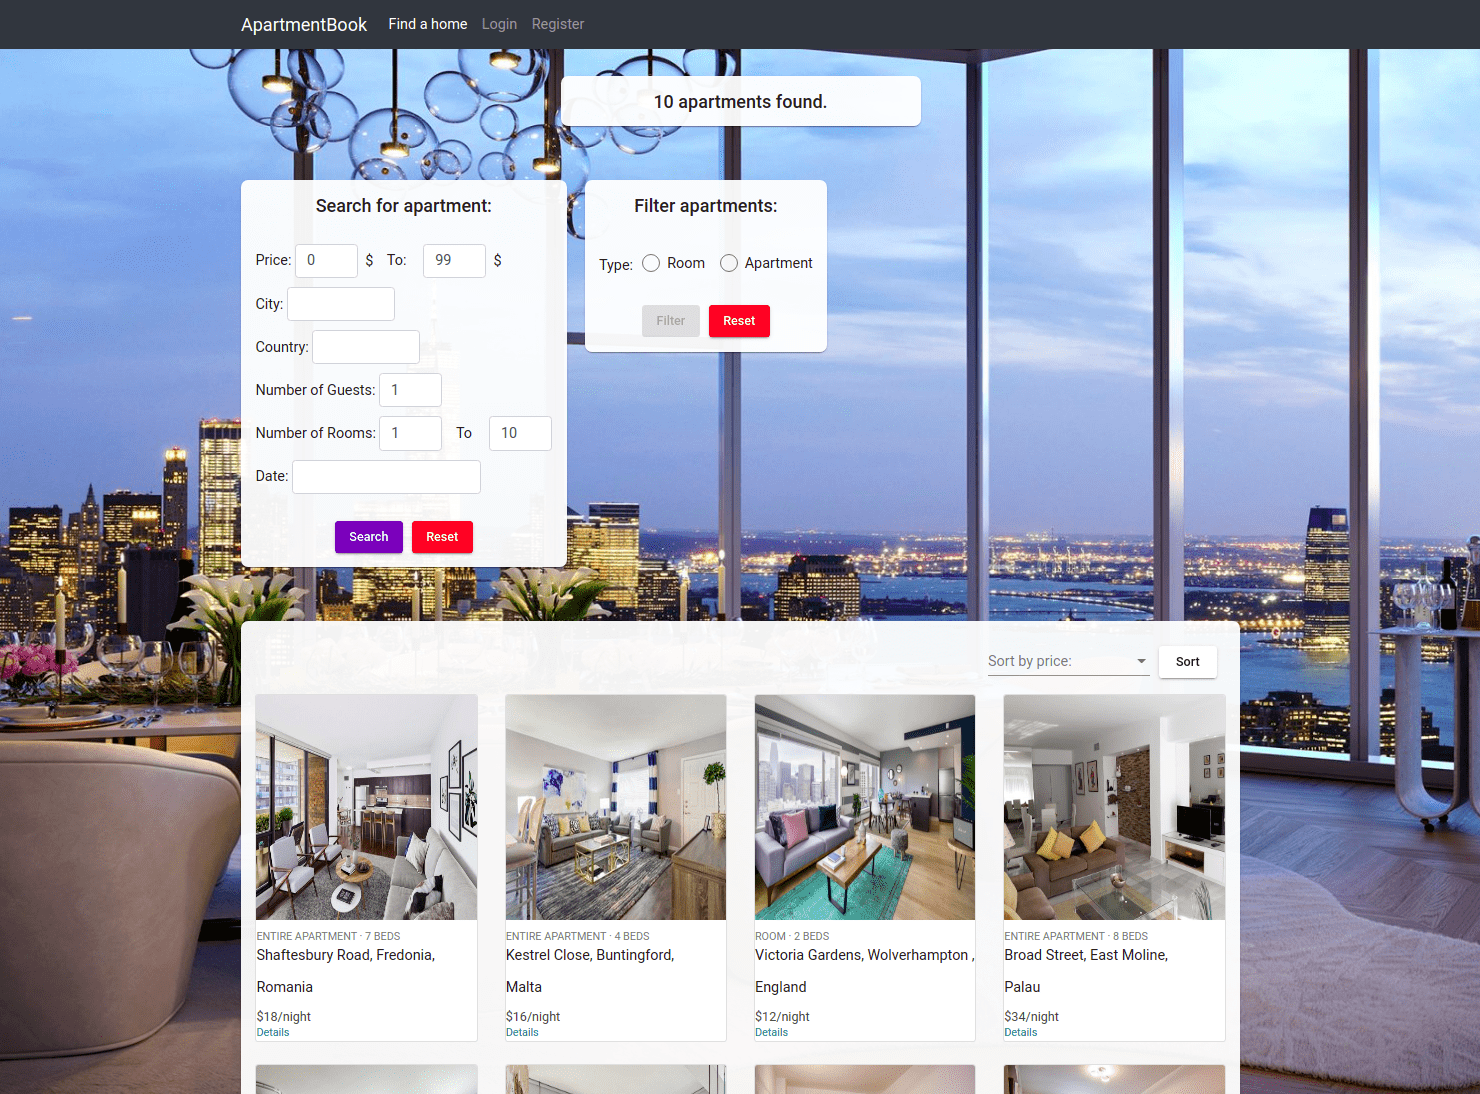 ApartmentBook Find a home Login Register
10 apartments found.
Search for apartment:
Price: 0 $ To: 99 $
City:
Country:
Number of Guests: 1
Number of Rooms: 1 To 10
Date:
Search Reset
Filter apartments:
Type: Room Apartment
Filter Reset
Sort by price: Sort
ENTIRE APARTMENT · 7 BEDS
Shaftesbury Road, Fredonia,
Romania
$18/night
Details
ENTIRE APARTMENT · 4 BEDS
Kestrel Close, Buntingford,
Malta
$16/night
Details
ROOM · 2 BEDS
Victoria Gardens, Wolverhampton ,
England
$12/night
Details
ENTIRE APARTMENT · 8 BEDS
Broad Street, East Moline,
Palau
$34/night
Details